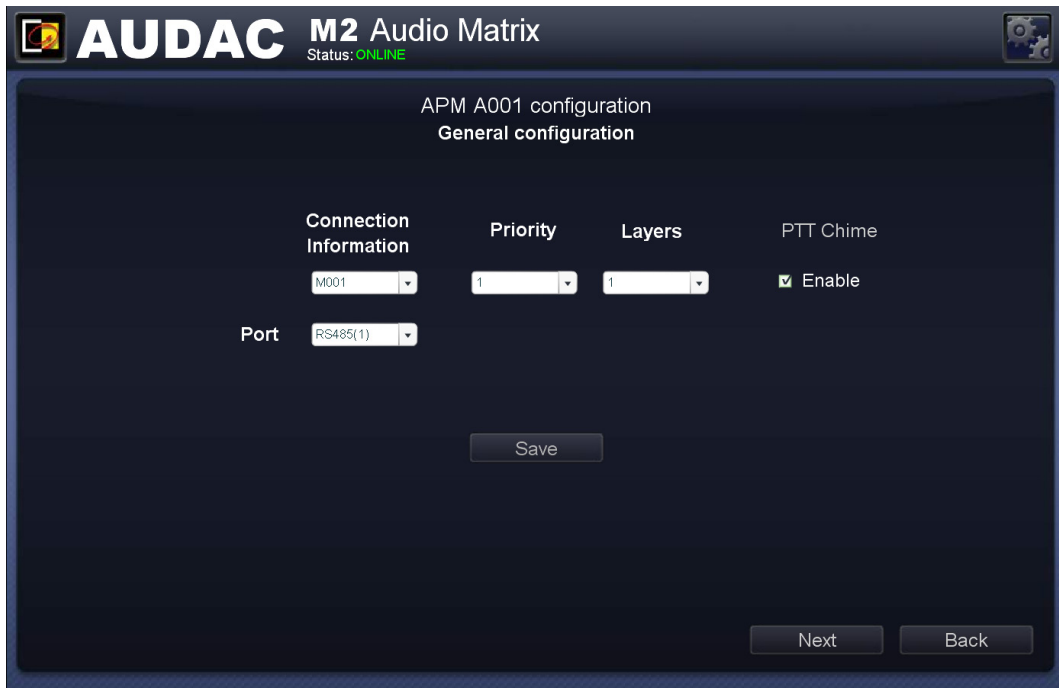 AUDAC M2 Audio Matrix
Status: ONLINE
APM A001 configuration
General configuration
Connection
Information
Priority
Layers
PTT Chime
M001
1
1
Enable
Port
RS485(1)
Save
Next
Back